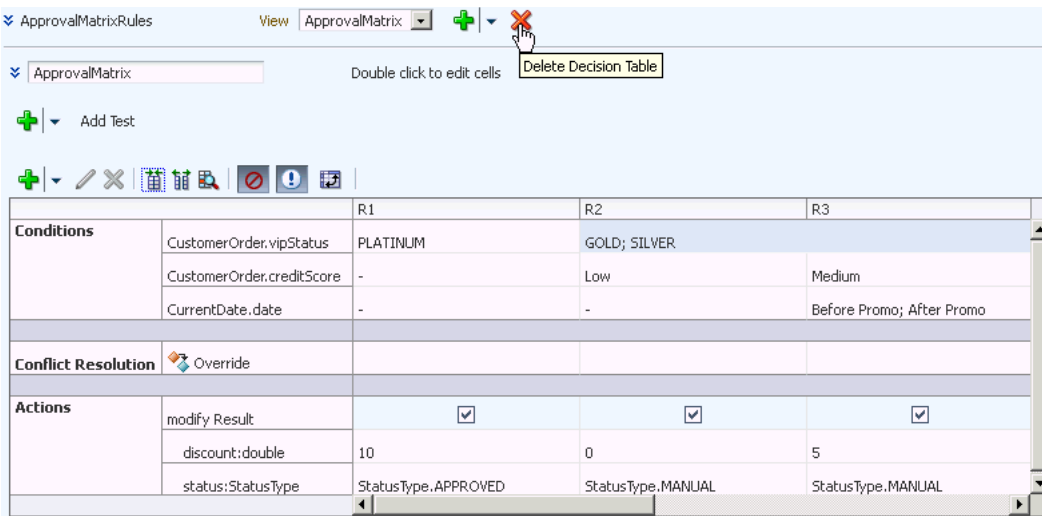 ApprovalMatrixRules View ApprovalMatrix
Delete Decision Table
ApprovalMatrix Double click to edit cells
Add Test
R1 R2 R3
Conditions
CustomerOrder.vipStatus PLATINUM GOLD; SILVER
CustomerOrder.creditScore - Low Medium
CurrentDate.date - - Before Promo; After Promo
Conflict Resolution Override
Actions
modify Result
discount:double 10 0 5
status:StatusType StatusType.APPROVED StatusType.MANUAL StatusType.MANUAL